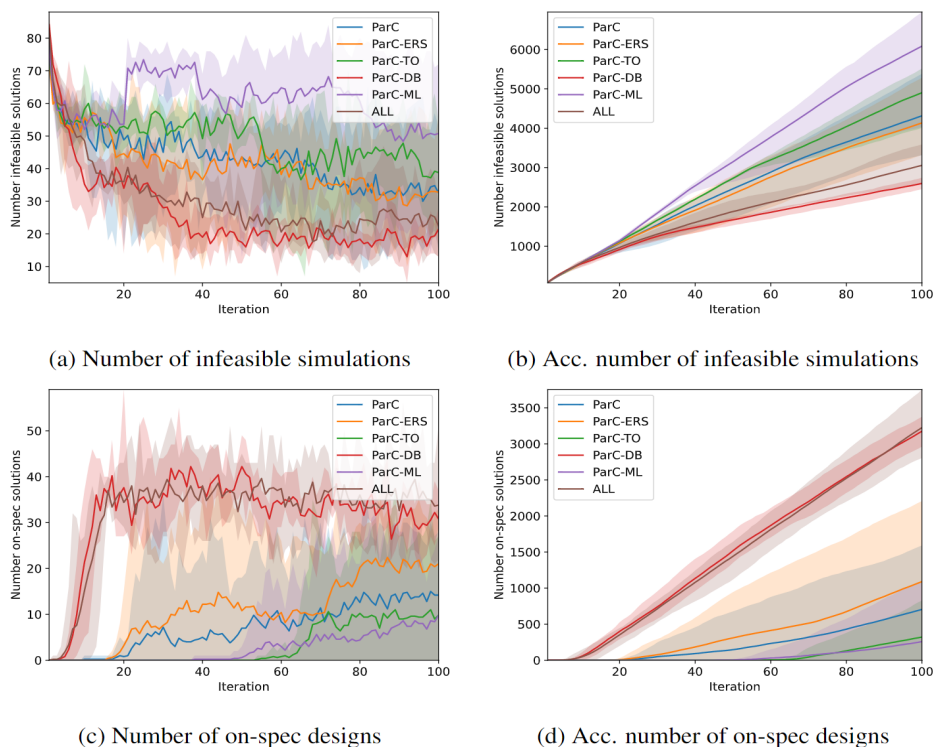 Number infeasible solutions
80
70
60
50
40
30
20
10
20
40
60
80
100
Iteration
ParC
ParC-ERS
ParC-TO
ParC-DB
ParC-ML
ALL
(a) Number of infeasible simulations
Number infeasible solutions
6000
5000
4000
3000
2000
1000
20
40
60
80
100
Iteration
ParC
ParC-ERS
ParC-TO
ParC-DB
ParC-ML
ALL
(b) Acc. number of infeasible simulations
Number on-spec solutions
50
40
30
20
10
0
20
40
60
80
100
Iteration
ParC
ParC-ERS
ParC-TO
ParC-DB
ParC-ML
ALL
(c) Number of on-spec designs
Number on-spec solutions
3500
3000
2500
2000
1500
1000
500
0
20
40
60
80
100
Iteration
ParC
ParC-ERS
ParC-TO
ParC-DB
ParC-ML
ALL
(d) Acc. number of on-spec designs